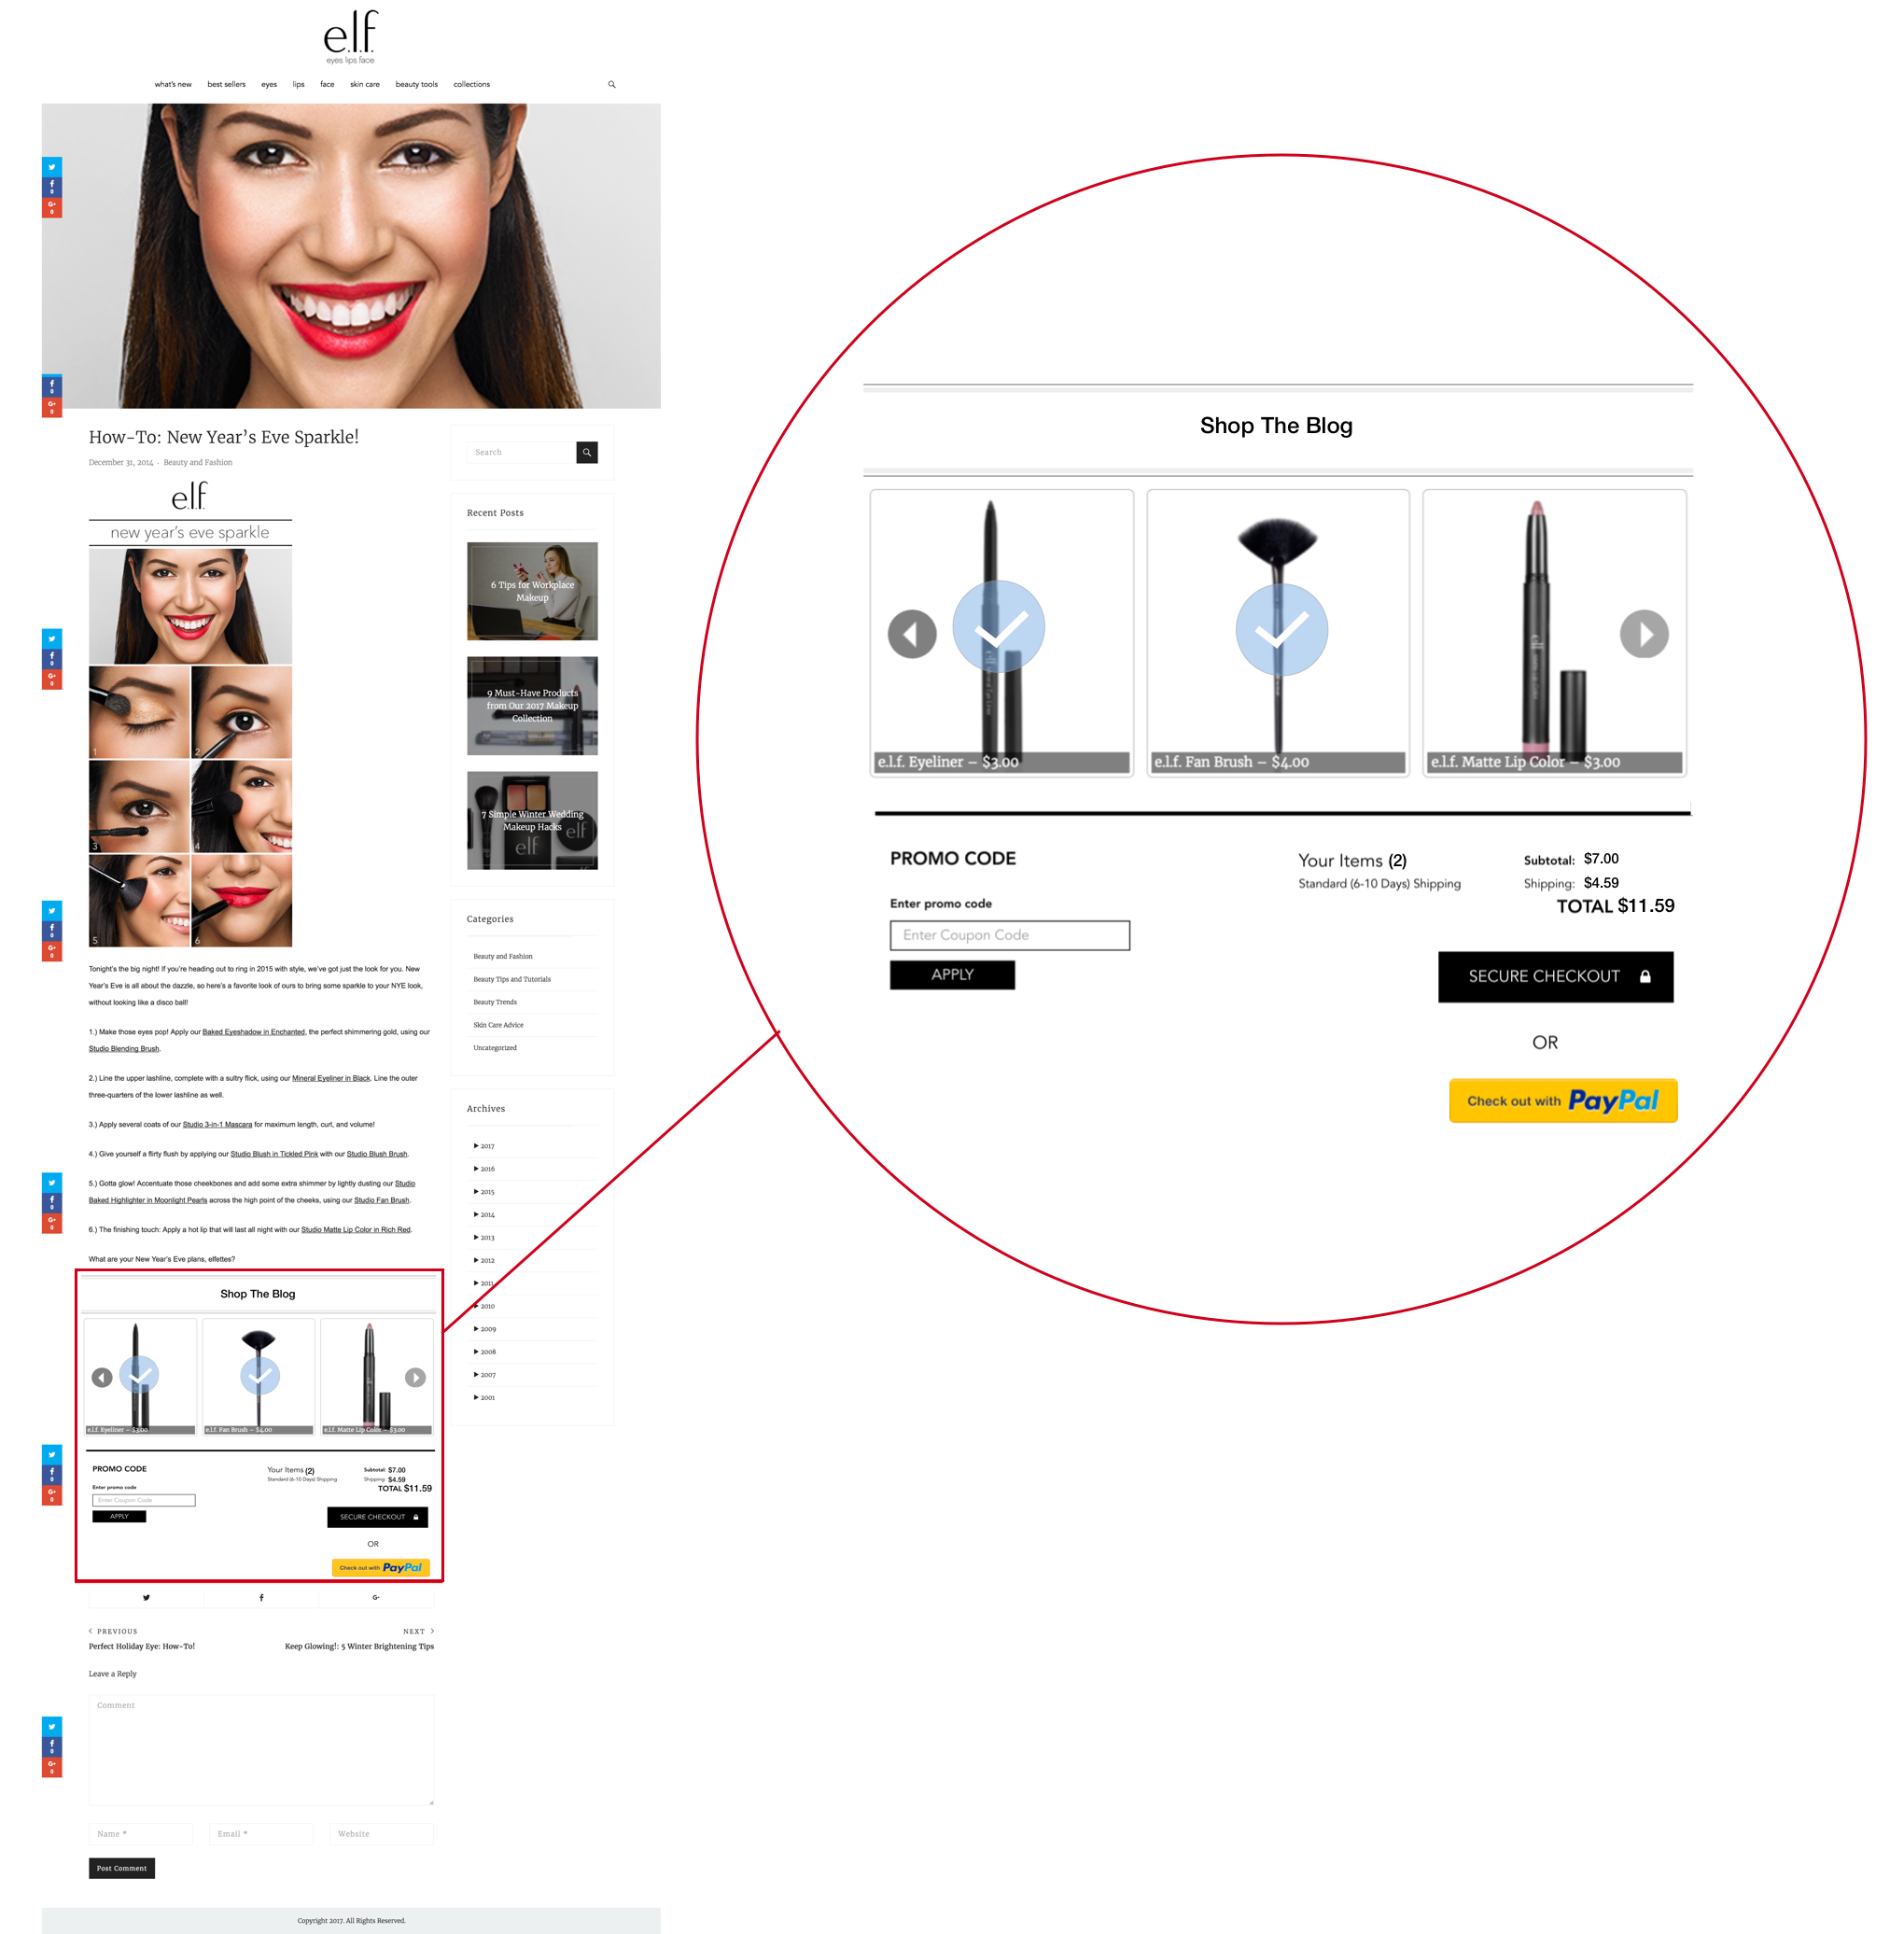 e.l.f.
eyes lips face
what's new best sellers eyes lips face skin care beauty tools collections
0
0
0
0
How-To: New Year's Eve Sparkle!
December 31, 2014 · Beauty and Fashion
e.l.f.
new year's eve sparkle
1 2
3 4
5 6
0
0
0
0
Tonight's the big night! If you're heading out to ring in 2015 with style, we've got just the look for you. New
Year's Eve is all about the dazzle, so here's a favorite look of ours to bring some sparkle to your NYE look,
without looking like a disco ball!
1.) Make those eyes pop! Apply our Baked Eyeshadow in Enchanted, the perfect shimmering gold, using our
Studio Blending Brush.
2.) Line the upper lashline, complete with a sultry flick, using our Mineral Eyeliner in Black. Line the outer
three-quarters of the lower lashline as well.
3.) Apply several coats of our Studio 3-in-1 Mascara for maximum length, curl, and volume!
4.) Give yourself a flirty flush by applying our Studio Blush in Tickled Pink with our Studio Blush Brush.
5.) Gotta glow! Accentuate those cheekbones and add some extra shimmer by lightly dusting our Studio
Baked Highlighter in Moonlight Pearls across the high point of the cheeks, using our Studio Fan Brush.
6.) The finishing touch: Apply a hot lip that will last all night with our Studio Matte Lip Color in Rich Red.
What are your New Year's Eve plans, elfettes?
0
0
Shop The Blog
e.l.f. Eyeliner – $3.00 e.l.f. Fan Brush – $4.00 e.l.f. Matte Lip Color – $3.00
PROMO CODE
Enter promo code
Enter Coupon Code
APPLY
Your Items (2)
Standard (6-10 Days) Shipping
Subtotal: $7.00
Shipping: $4.59
TOTAL $11.59
SECURE CHECKOUT
OR
Check out with PayPal
0
0
PREVIOUS NEXT
Perfect Holiday Eye: How-To! Keep Glowing!: 5 Winter Brightening Tips
Leave a Reply
Comment
0
0
Name * Email * Website
Post Comment
Search
Recent Posts
6 Tips for Workplace
Makeup
9 Must-Have Products
from Our 2017 Makeup
Collection
7 Simple Winter Wedding
Makeup Hacks
elf
elf
Categories
Beauty and Fashion
Beauty Tips and Tutorials
Beauty Trends
Skin Care Advice
Uncategorized
Archives
2017
2016
2015
2014
2013
2012
2011
2010
2009
2008
2007
2001
Copyright 2017. All Rights Reserved.
Shop The Blog
e.l.f. Eyeliner – $3.00 e.l.f. Fan Brush – $4.00 e.l.f. Matte Lip Color – $3.00
PROMO CODE
Enter promo code
Enter Coupon Code
APPLY
Your Items (2)
Standard (6-10 Days) Shipping
Subtotal: $7.00
Shipping: $4.59
TOTAL $11.59
SECURE CHECKOUT
OR
Check out with PayPal